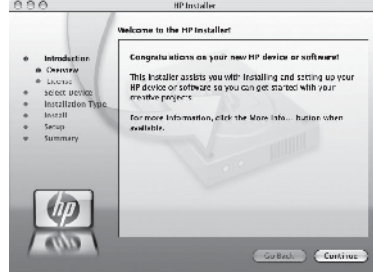 HP Installer
Welcome to the HP Installer!
Introduction
Overview
License
Select Device
Installation Type
Install
Setup
Summary
Congratulations on your new HP device or software!
This Installer assists you with installing and setting up your
HP device or software so you can get started with your
creative projects.
For more information, click the More Info... button when
available.
hp
Go Back
Continue